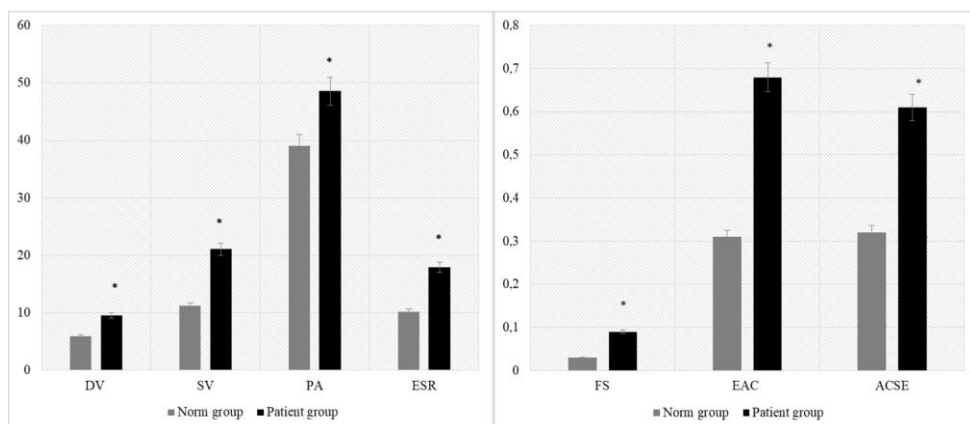 60
50
40
30
20
10
0
* * * *
DV SV PA ESR
Norm group Patient group
0,8
0,7
0,6
0,5
0,4
0,3
0,2
0,1
0
* * *
FS EAC ACSE
Norm group Patient group